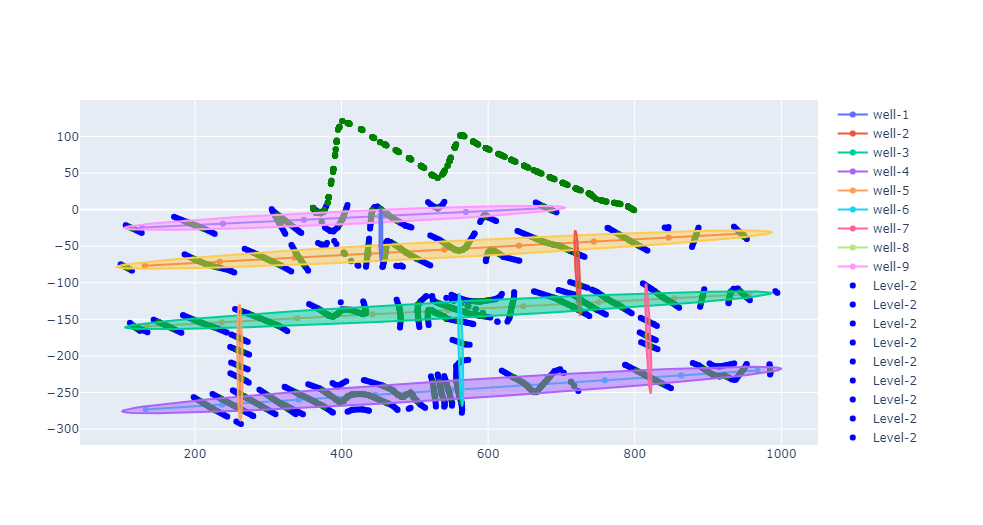 100
50
0
−50
−100
−150
−200
−250
−300
200
400
600
800
1000
well-1
well-2
well-3
well-4
well-5
well-6
well-7
well-8
well-9
Level-2
Level-2
Level-2
Level-2
Level-2
Level-2
Level-2
Level-2
Level-2